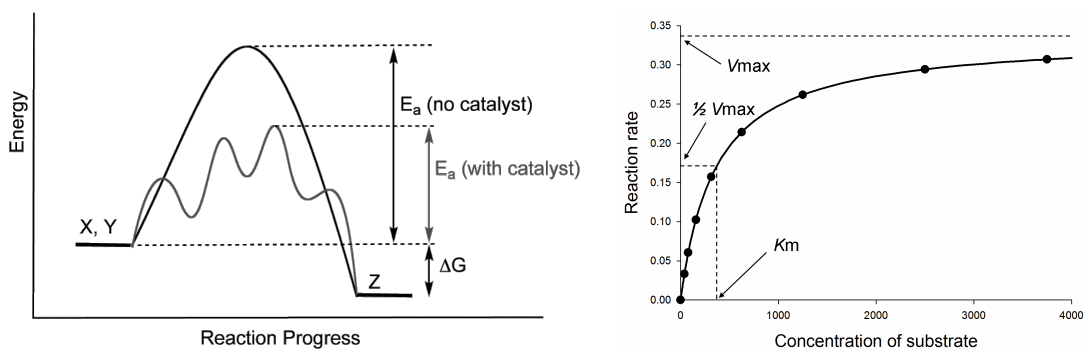 Energy
E_a (no catalyst)
E_a (with catalyst)
X, Y
ΔG
Z
Reaction Progress
Reaction rate
0.35
0.30
0.25
0.20
0.15
0.10
0.05
0.00
Vmax
½ Vmax
Km
0 1000 2000 3000 4000
Concentration of substrate